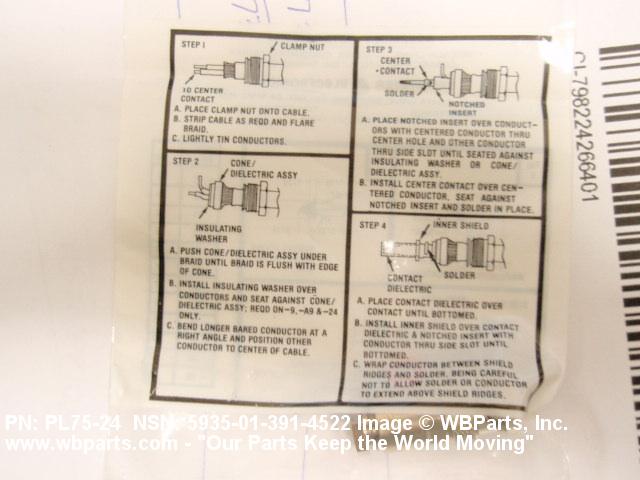 STEP 1
CLAMP NUT
TO CENTER
CONTACT
A. PLACE CLAMP NUT ONTO CABLE.
B. STRIP CABLE AS REQD AND FLARE
BRAID.
C. LIGHTLY TIN CONDUCTORS.
STEP 2
CONE/
DIELECTRIC ASSY
INSULATING
WASHER
A. PUSH CONE/DIELECTRIC ASSY UNDER
BRAID UNTIL BRAID IS FLUSH WITH EDGE
OF CONE.
B. INSTALL INSULATING WASHER OVER
CONDUCTORS AND SEAT AGAINST CONE/
DIELECTRIC ASSY; REQD ON-9,-A9 &-24
ONLY.
C. BEND LONGER BARED CONDUCTOR AT A
RIGHT ANGLE AND POSITION OTHER
CONDUCTOR TO CENTER OF CABLE.
STEP 3
CENTER
CONTACT
SOLDER
NOTCHED
INSERT
A. PLACE NOTCHED INSERT OVER CONDUCT-
ORS WITH CENTERED CONDUCTOR THRU
CENTER HOLE AND OTHER CONDUCTOR
THRU SIDE SLOT UNTIL SEATED AGAINST
INSULATING WASHER OR CONE/
DIELECTRIC ASSY.
B. INSTALL CENTER CONTACT OVER CEN-
TERED CONDUCTOR, SEAT AGAINST
NOTCHED INSERT AND SOLDER IN PLACE.
STEP 4
INNER SHIELD
SOLDER
CONTACT
DIELECTRIC
A. PLACE CONTACT DIELECTRIC OVER
CONTACT UNTIL BOTTOMED.
B. INSTALL INNER SHIELD OVER CONTACT
DIELECTRIC & NOTCHED INSERT WITH
CONDUCTOR THRU SIDE SLOT UNTIL
BOTTOMED.
C. WRAP CONDUCTOR BETWEEN SHIELD
RIDGES AND SOLDER. BEING CAREFUL
NOT TO ALLOW SOLDER OR CONDUCTOR
TO EXTEND ABOVE SHIELD RIDGES.
C1-798224266401
PN: PL75-24 NSN: 5935-01-391-4522 Image © WBParts, Inc.
www.wbparts.com - "Our Parts Keep the World Moving"